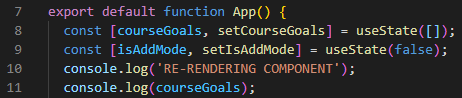 7 export default function App() {
8 const [courseGoals, setCourseGoals] = useState([]);
9 const [isAddMode, setIsAddMode] = useState(false);
10 console.log('RE-RENDERING COMPONENT');
11 console.log(courseGoals);